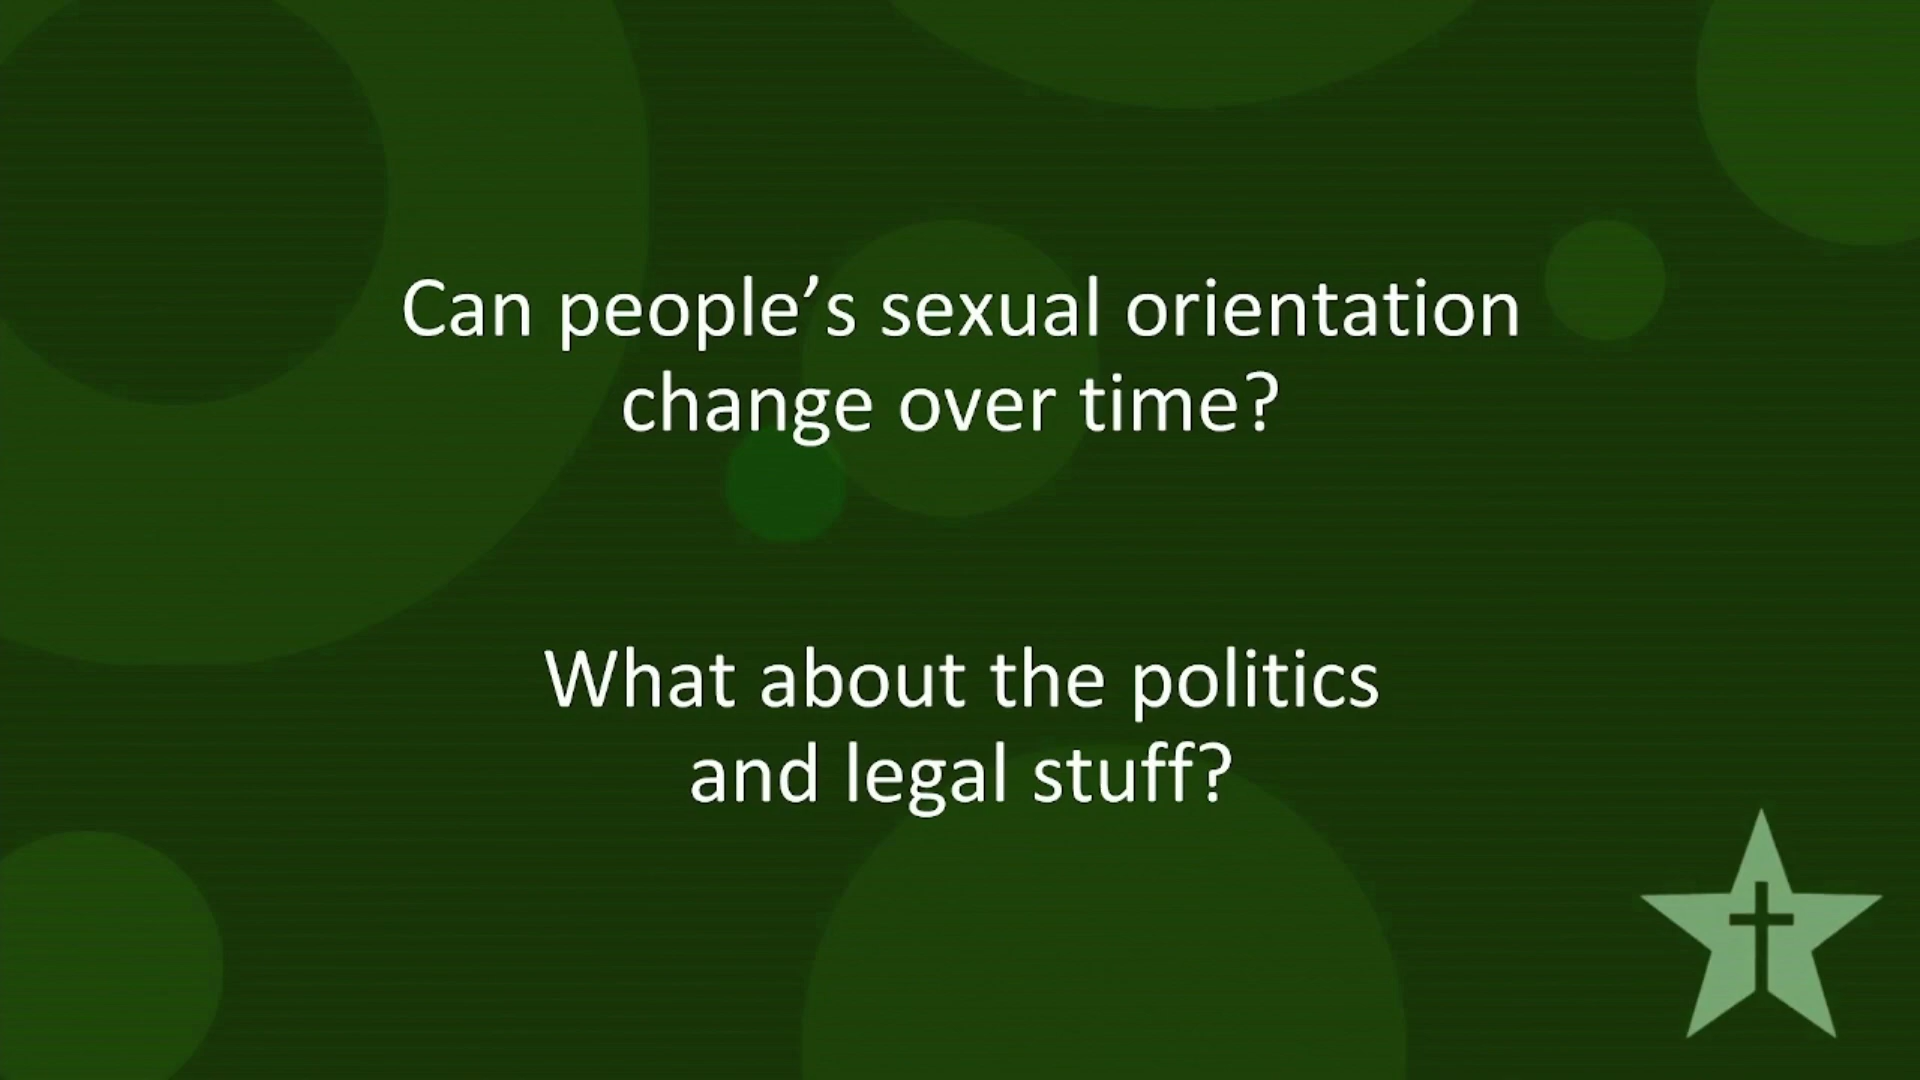 Can people’s sexual orientation
change over time?
What about the politics
and legal stuff?